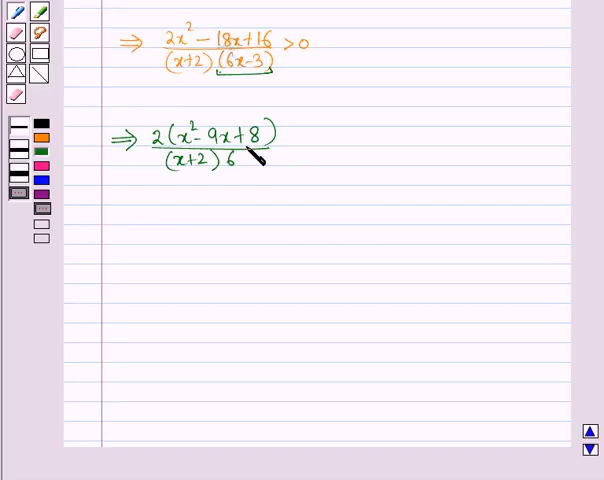 ⇒ (2x² - 18x + 16) / ((x+2)(6x-3)) > 0
⇒ 2(x² - 9x + 8) / ((x+2) 6